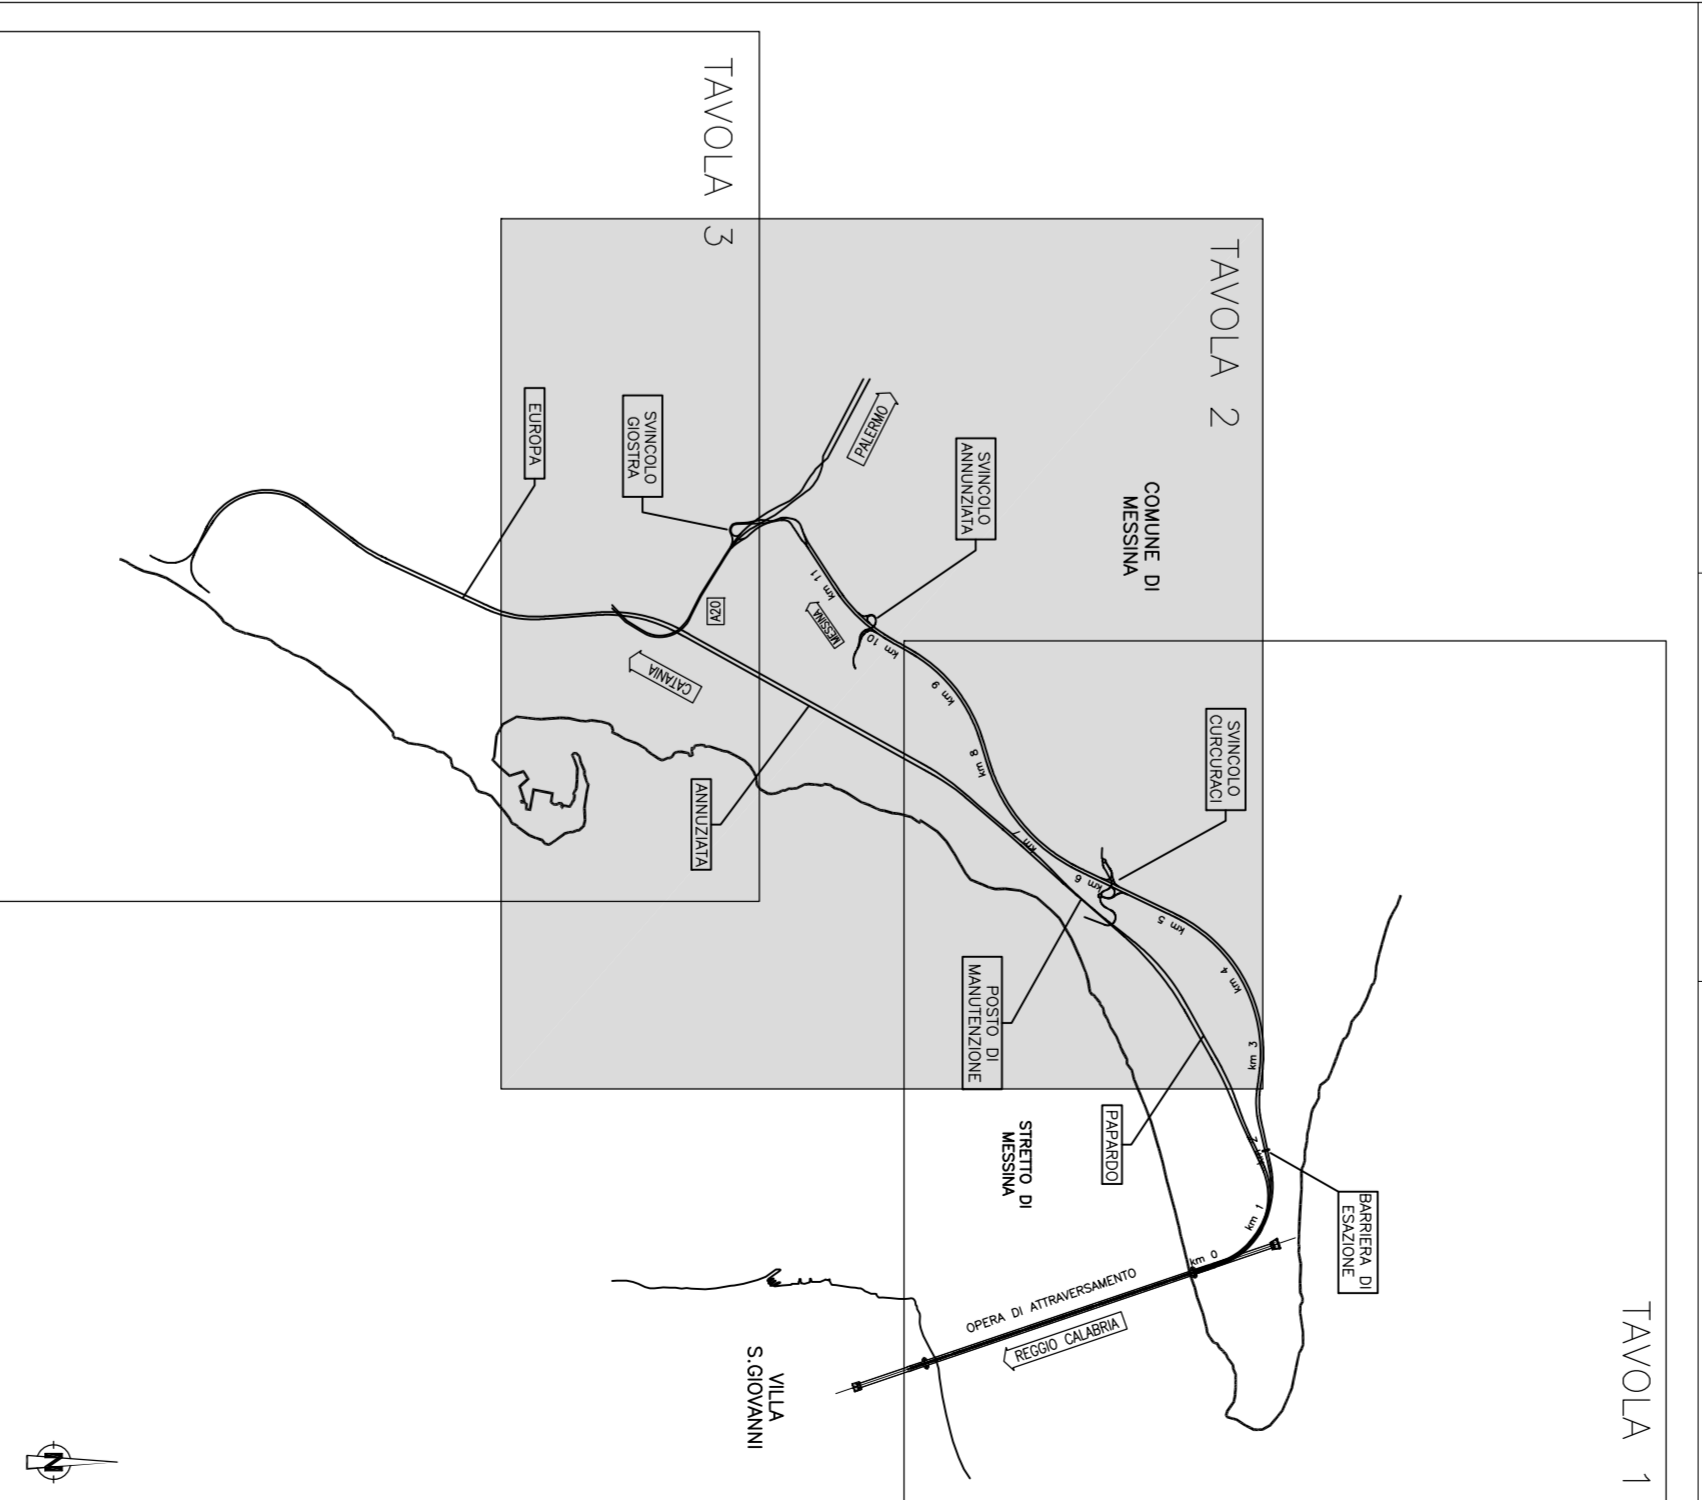 TAVOLA 1
TAVOLA 2
TAVOLA 3
BARRIERA DI
ESAZIONE
SVINCOLO
CURCURACI
COMUNE DI
MESSINA
SVINCOLO
ANNUNZIATA
PALERMO
SVINCOLO
GIOSTRA
EUROPA
A20
MESSINA
CATANIA
ANNUZIATA
POSTO DI
MANUTENZIONE
PAPARDO
STRETTO DI
MESSINA
OPERA DI ATTRAVERSAMENTO
REGGIO CALABRIA
VILLA
S.GIOVANNI
km 0
km 1
km 2
km 3
km 4
km 5
km 6
km 7
km 8
km 9
km 10
km 11
N